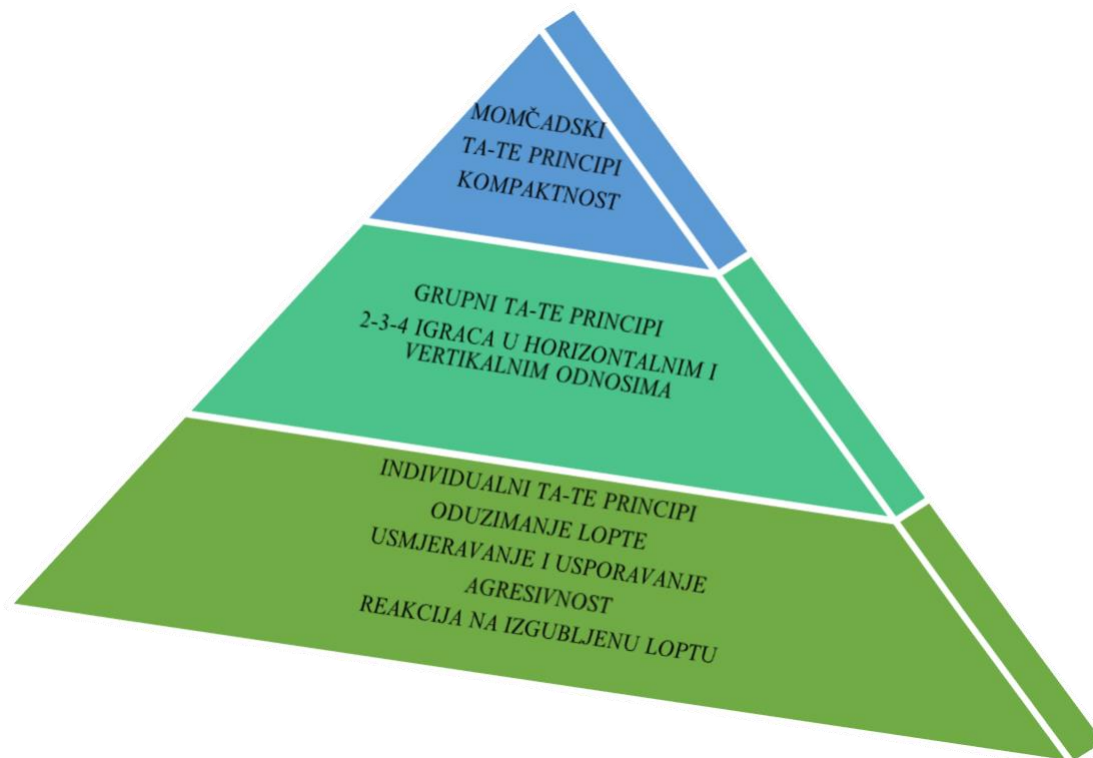 MOMČADSKI
TA-TE PRINCIPI
KOMPAKTNOST
GRUPNI TA-TE PRINCIPI
2-3-4 IGRACA U HORIZONTALNIM I
VERTIKALNIM ODNOSIMA
INDIVIDUALNI TA-TE PRINCIPI
ODUZIMANJE LOPTE
USMJERAVANJE I USPORAVANJE
AGRESIVNOST
REAKCIJA NA IZGUBLJENU LOPTU